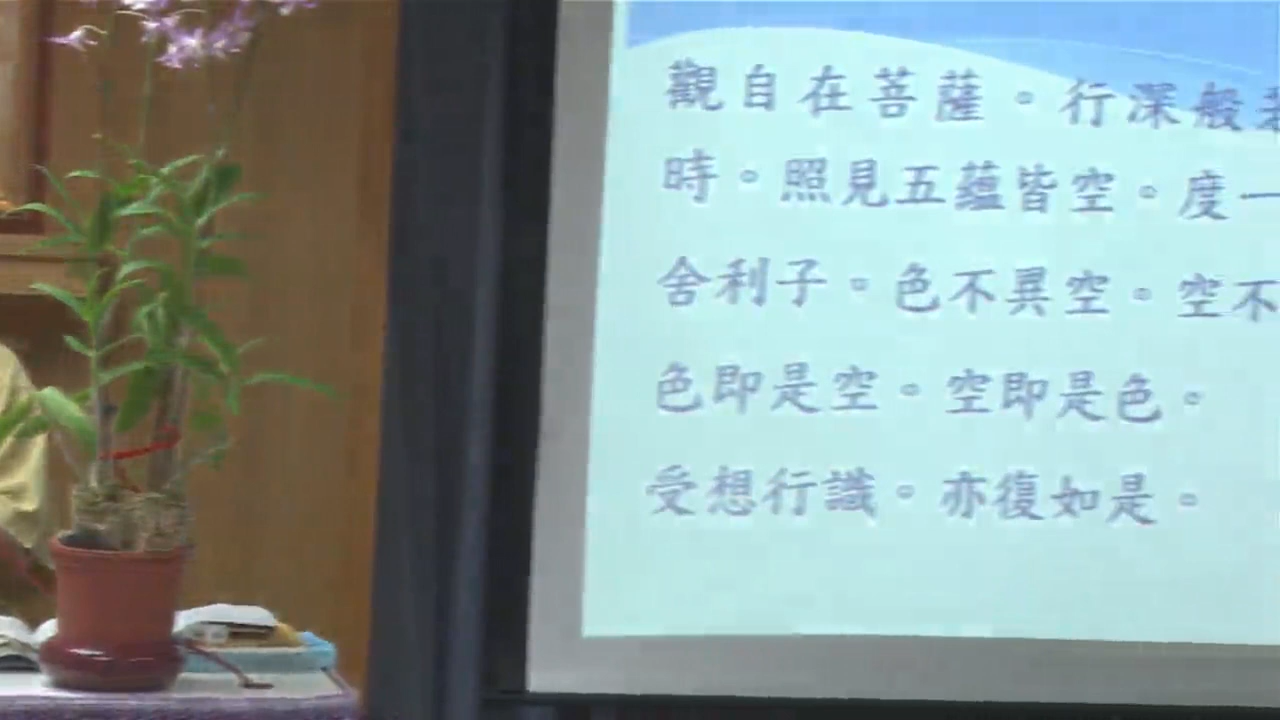 觀自在菩薩。行深般若
時。照見五蘊皆空。度一
舍利子。色不異空。空不
色即是空。空即是色。
受想行識。亦復如是。